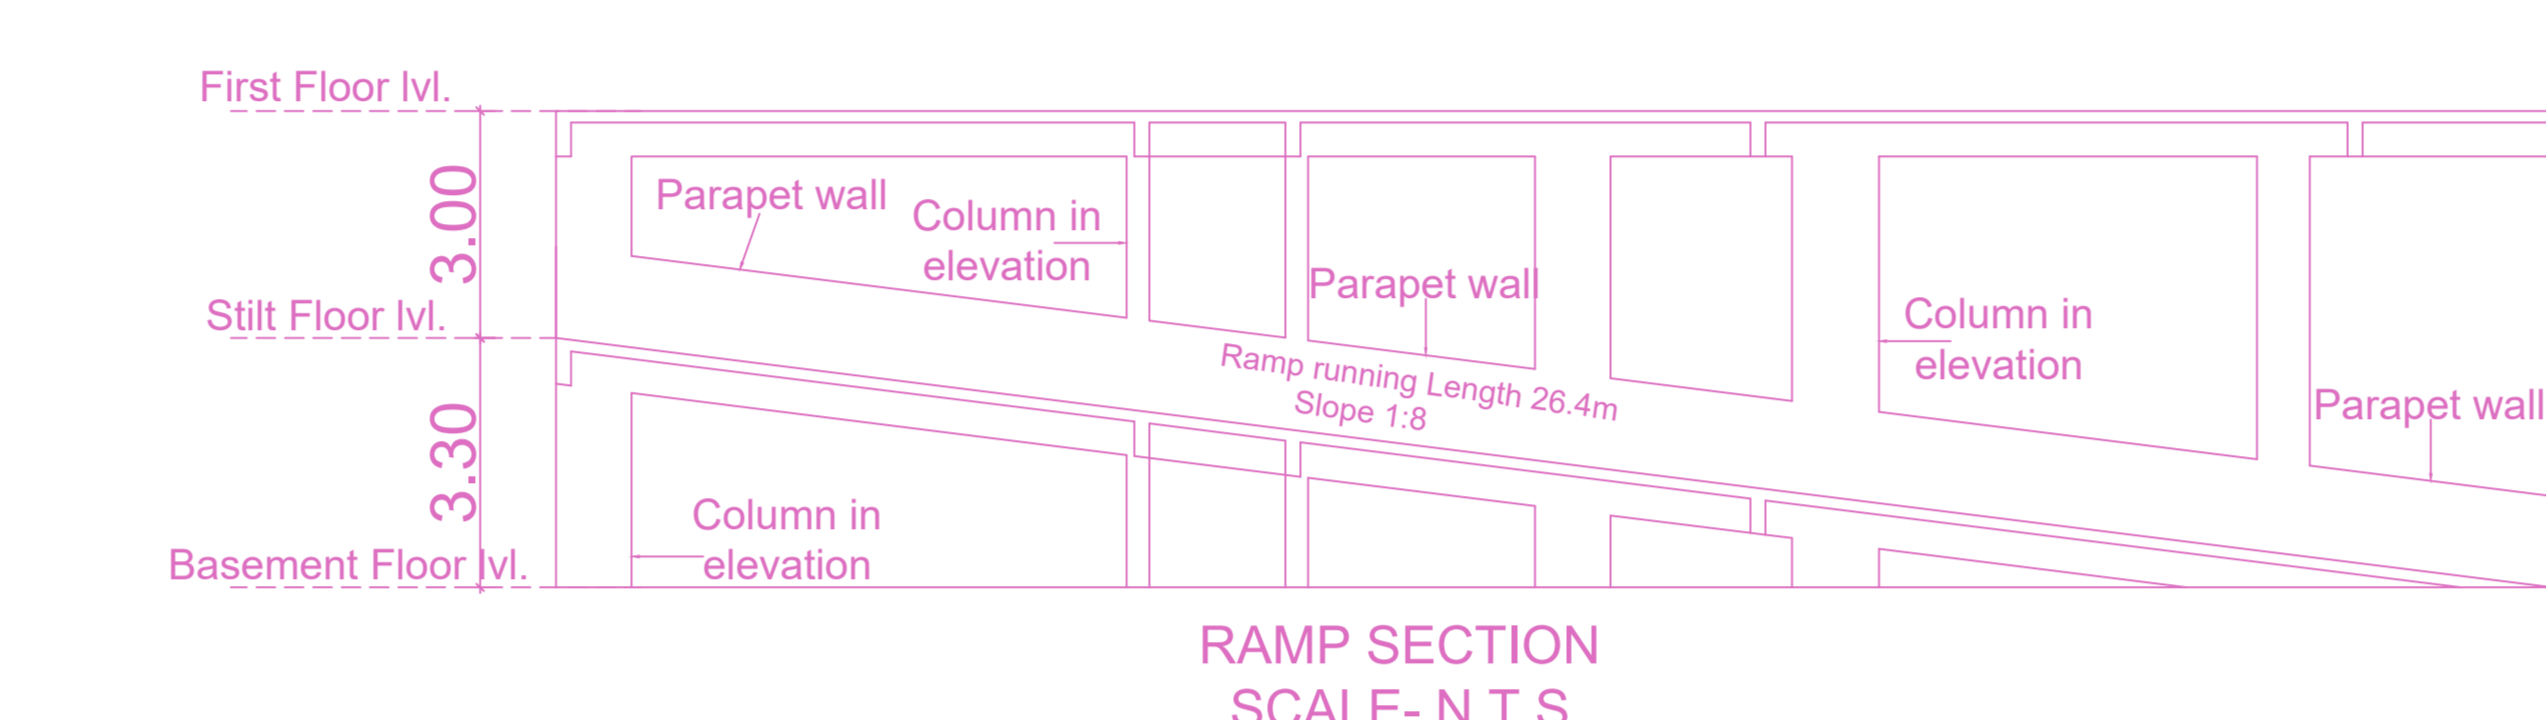 First Floor lvl.
3.00
Parapet wall
Column in
elevation
Parapet wall
Stilt Floor lvl.
Column in
elevation
Ramp running Length 26.4m
Slope 1:8
Parapet wall
3.30
Column in
elevation
Basement Floor lvl.
RAMP SECTION
SCALE- N.T.S